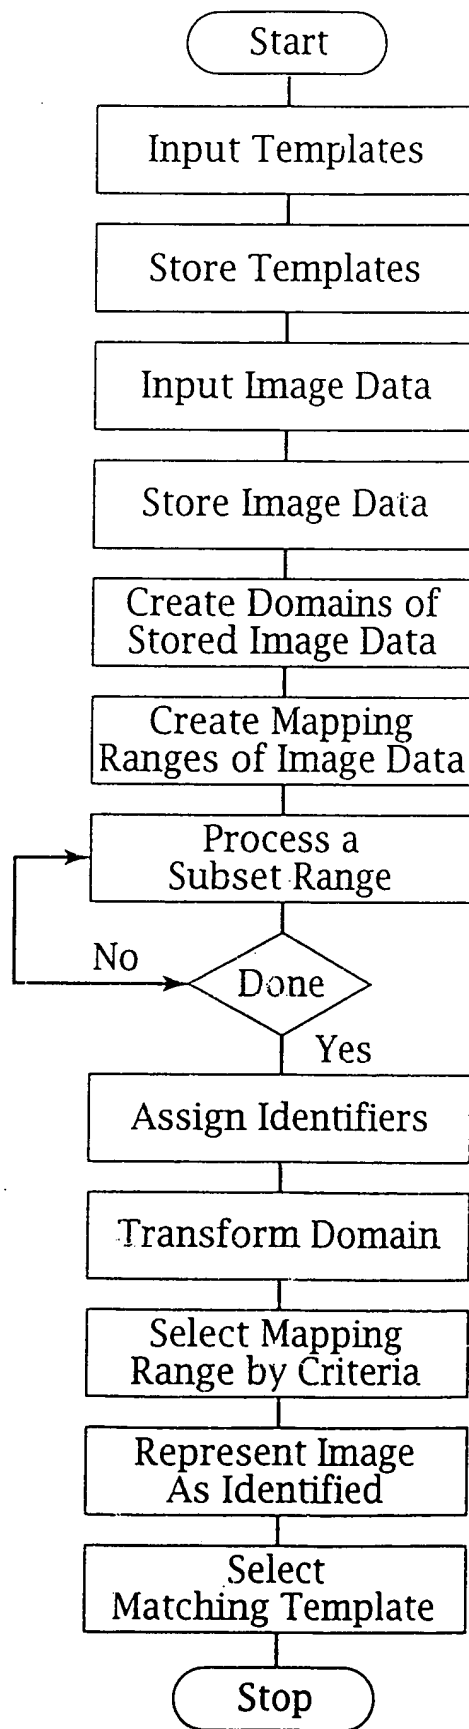 Start
Input Templates
Store Templates
Input Image Data
Store Image Data
Create Domains of
Stored Image Data
Create Mapping
Ranges of Image Data
Process a
Subset Range
No
Done
Yes
Assign Identifiers
Transform Domain
Select Mapping
Range by Criteria
Represent Image
As Identified
Select
Matching Template
Stop